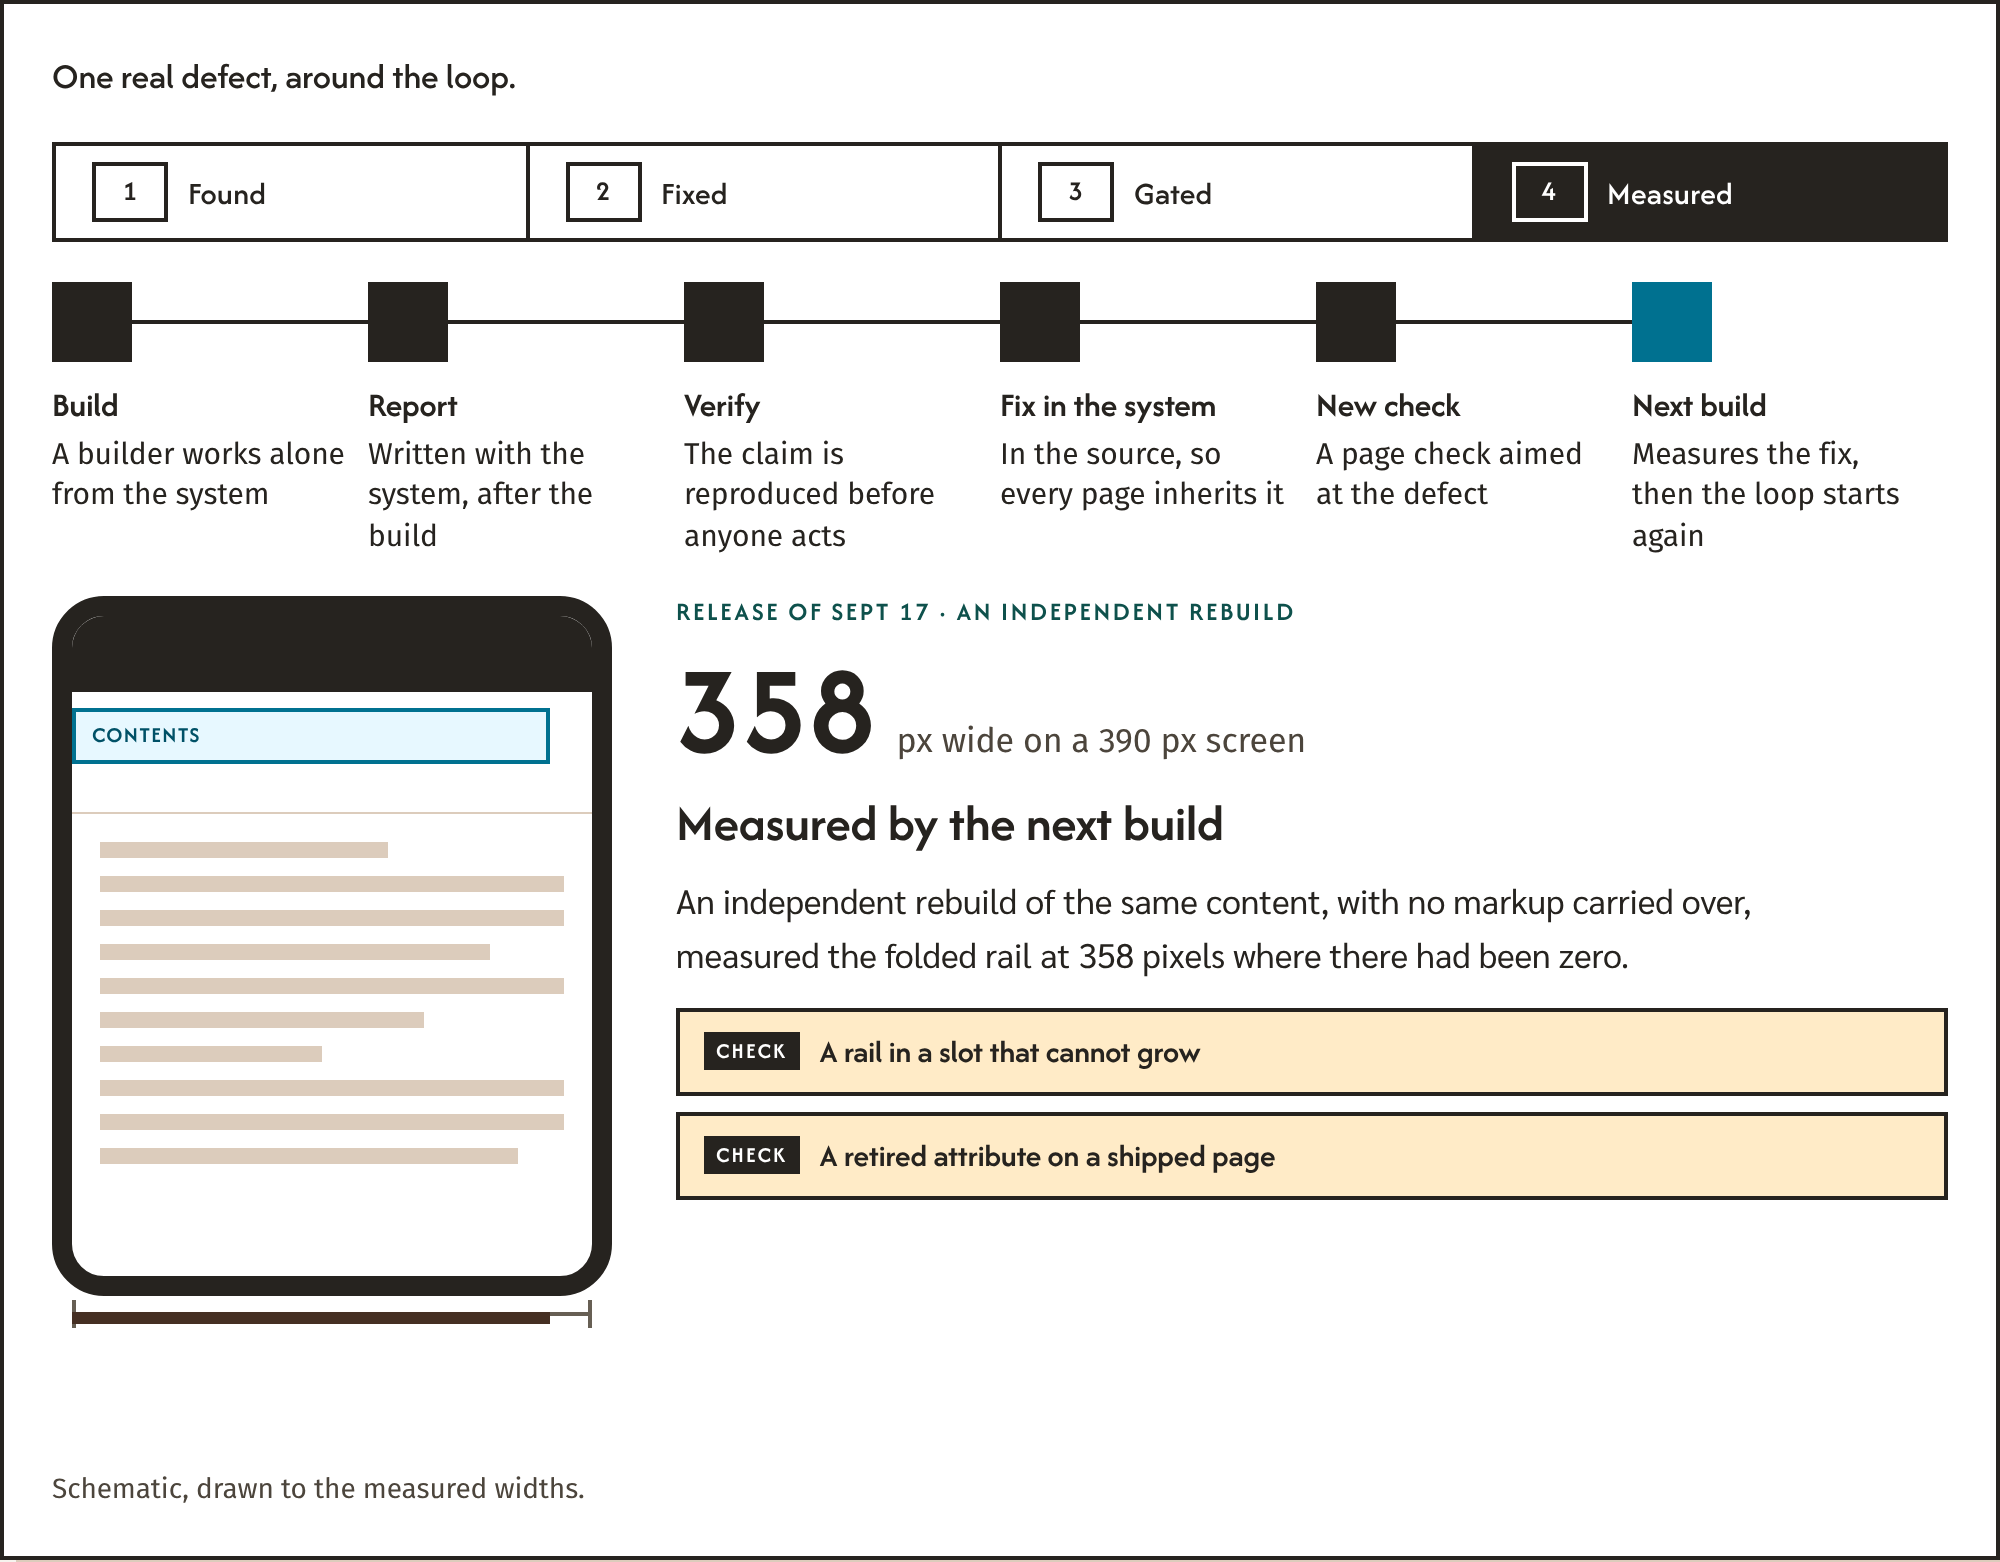 One real defect, around the loop.
1 Found
2 Fixed
3 Gated
4 Measured
Build
A builder works alone
from the system
Report
Written with the
system, after the
build
Verify
The claim is
reproduced before
anyone acts
Fix in the system
In the source, so
every page inherits it
New check
A page check aimed
at the defect
Next build
Measures the fix,
then the loop starts
again
CONTENTS
RELEASE OF SEPT 17 · AN INDEPENDENT REBUILD
358 px wide on a 390 px screen
Measured by the next build
An independent rebuild of the same content, with no markup carried over,
measured the folded rail at 358 pixels where there had been zero.
CHECK A rail in a slot that cannot grow
CHECK A retired attribute on a shipped page
Schematic, drawn to the measured widths.